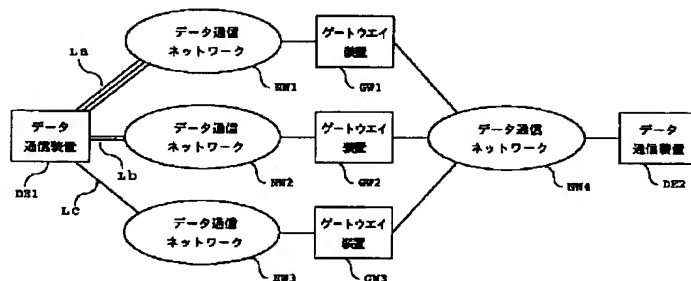 データ通信
ネットワーク
ゲートウエイ
装置
La
NW1
GW1
データ
通信装置
DE1
Lb
データ通信
ネットワーク
NW2
ゲートウエイ
装置
GW2
データ通信
ネットワーク
NW4
データ
通信装置
DE2
Lc
データ通信
ネットワーク
NW3
ゲートウエイ
装置
GW3